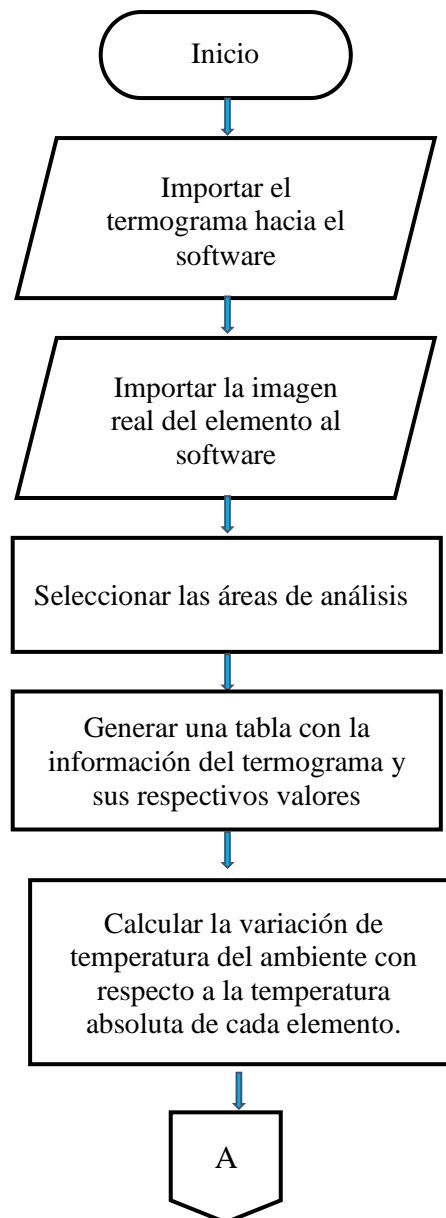 Inicio
Importar el
termograma hacia el
software
Importar la imagen
real del elemento al
software
Seleccionar las áreas de análisis
Generar una tabla con la
información del termograma y
sus respectivos valores
Calcular la variación de
temperatura del ambiente con
respecto a la temperatura
absoluta de cada elemento.
A